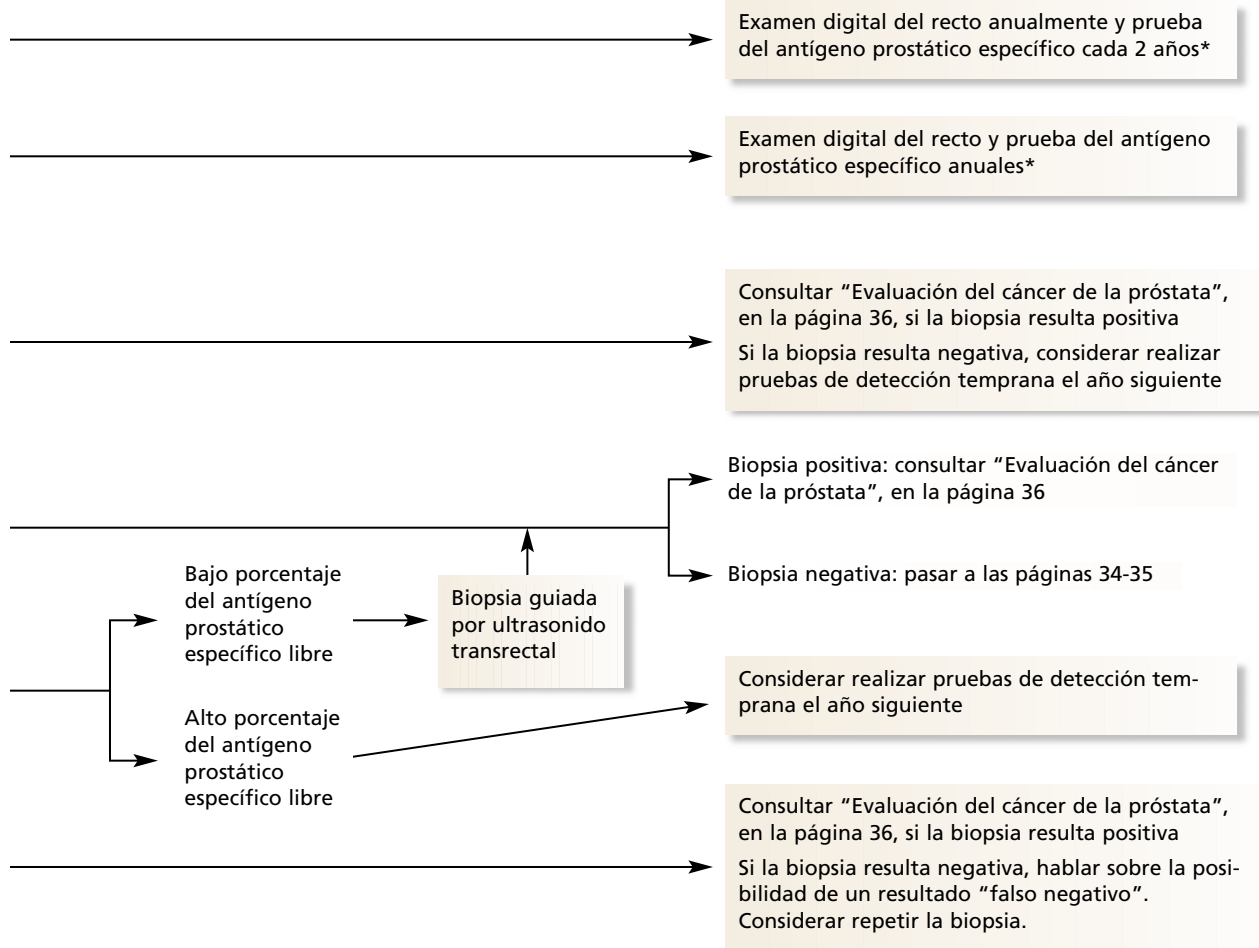 Examen digital del recto anualmente y prueba
del antígeno prostático específico cada 2 años*
Examen digital del recto y prueba del antígeno
prostático específico anuales*
Consultar “Evaluación del cáncer de la próstata”,
en la página 36, si la biopsia resulta positiva
Si la biopsia resulta negativa, considerar realizar
pruebas de detección temprana el año siguiente
Biopsia positiva: consultar “Evaluación del cáncer
de la próstata”, en la página 36
Biopsia negativa: pasar a las páginas 34-35
Bajo porcentaje
del antígeno
prostático
específico libre
Biopsia guiada
por ultrasonido
transrectal
Considerar realizar pruebas de detección tem-
prana el año siguiente
Alto porcentaje
del antígeno
prostático
específico libre
Consultar “Evaluación del cáncer de la próstata”,
en la página 36, si la biopsia resulta positiva
Si la biopsia resulta negativa, hablar sobre la posi-
bilidad de un resultado “falso negativo”.
Considerar repetir la biopsia.